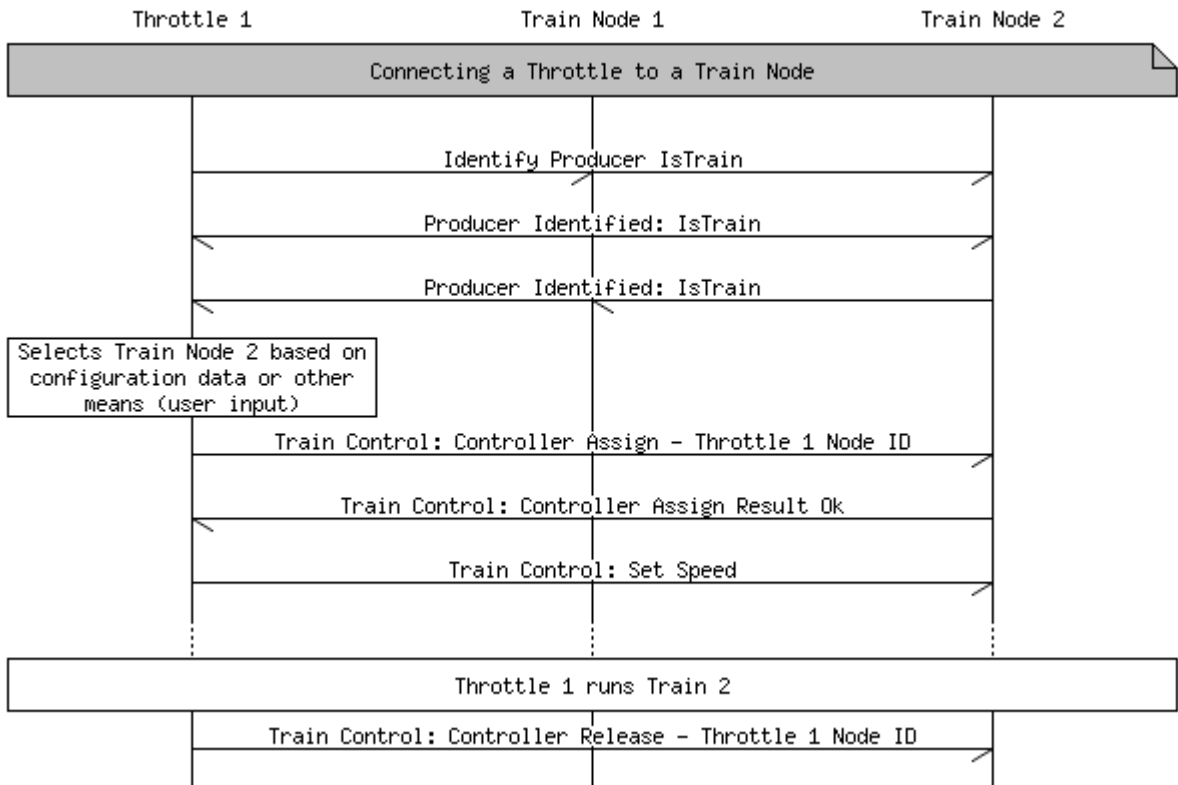 Throttle 1
Train Node 1
Train Node 2
Connecting a Throttle to a Train Node
Identify Producer IsTrain
Producer Identified: IsTrain
Producer Identified: IsTrain
Selects Train Node 2 based on
configuration data or other
means (user input)
Train Control: Controller Assign - Throttle 1 Node ID
Train Control: Controller Assign Result Ok
Train Control: Set Speed
Throttle 1 runs Train 2
Train Control: Controller Release - Throttle 1 Node ID